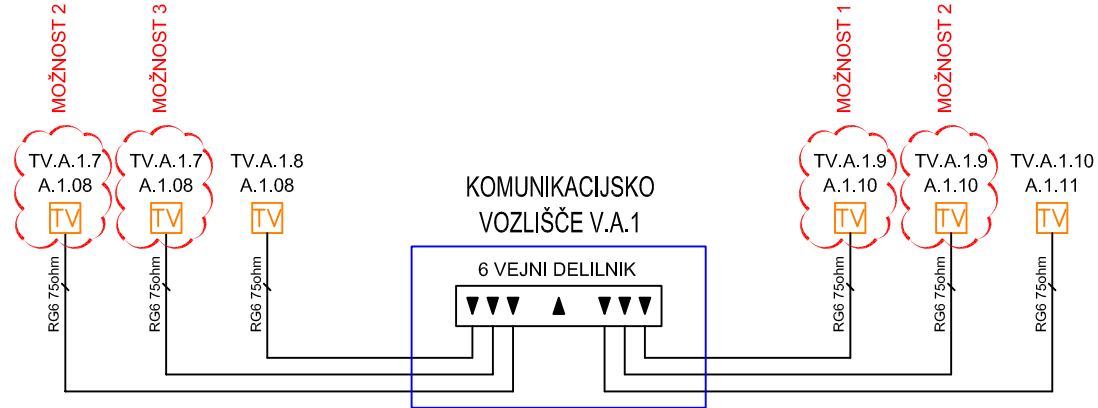 MOŽNOST 2
MOŽNOST 3
MOŽNOST 1
MOŽNOST 2
TV.A.1.7
A.1.08
TV
TV.A.1.7
A.1.08
TV
TV.A.1.8
A.1.08
TV
KOMUNIKACIJSKO
VOZLIŠČE V.A.1
6 VEJNI DELILNIK
TV.A.1.9
A.1.10
TV
TV.A.1.9
A.1.10
TV
TV.A.1.10
A.1.11
TV
RG6 75ohm
RG6 75ohm
RG6 75ohm
RG6 75ohm
RG6 75ohm
RG6 75ohm